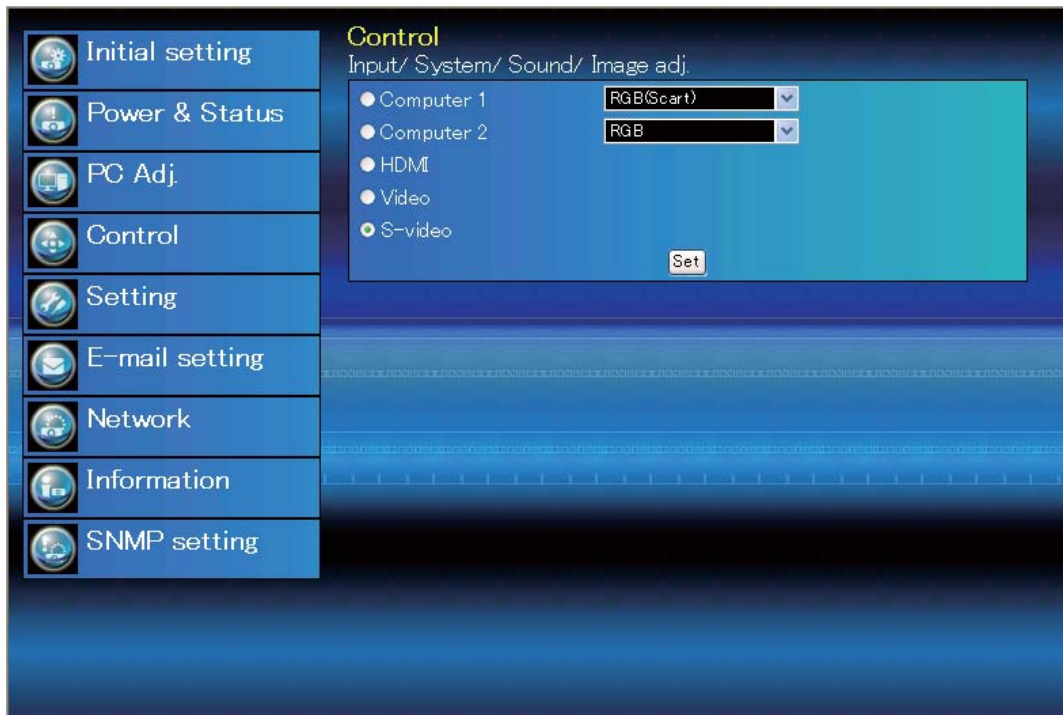 Initial setting
Power & Status
PC Adj.
Control
Setting
E-mail setting
Network
Information
SNMP setting
Control
Input/ System/ Sound/ Image adj.
Computer 1 RGB(Scart)
Computer 2 RGB
HDMI
Video
S-video
Set